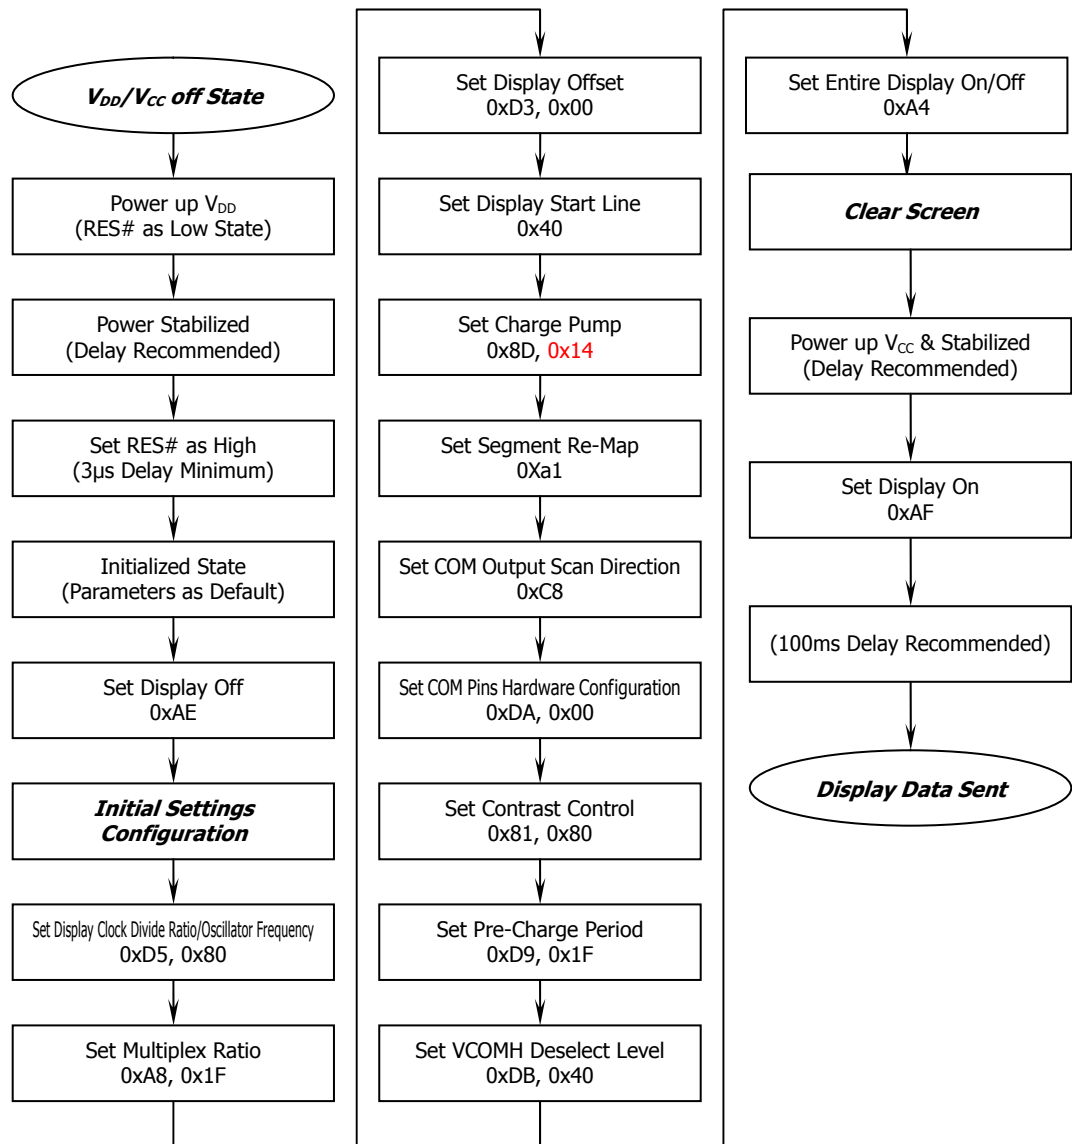 V_DD/V_CC off State
Power up V_DD
(RES# as Low State)
Power Stabilized
(Delay Recommended)
Set RES# as High
(3μs Delay Minimum)
Initialized State
(Parameters as Default)
Set Display Off
0xAE
Initial Settings
Configuration
Set Display Clock Divide Ratio/Oscillator Frequency
0xD5, 0x80
Set Multiplex Ratio
0xA8, 0x1F
Set Display Offset
0xD3, 0x00
Set Display Start Line
0x40
Set Charge Pump
0x8D, 0x14
Set Segment Re-Map
0Xa1
Set COM Output Scan Direction
0xC8
Set COM Pins Hardware Configuration
0xDA, 0x00
Set Contrast Control
0x81, 0x80
Set Pre-Charge Period
0xD9, 0x1F
Set VCOMH Deselect Level
0xDB, 0x40
Set Entire Display On/Off
0xA4
Clear Screen
Power up V_CC & Stabilized
(Delay Recommended)
Set Display On
0xAF
(100ms Delay Recommended)
Display Data Sent